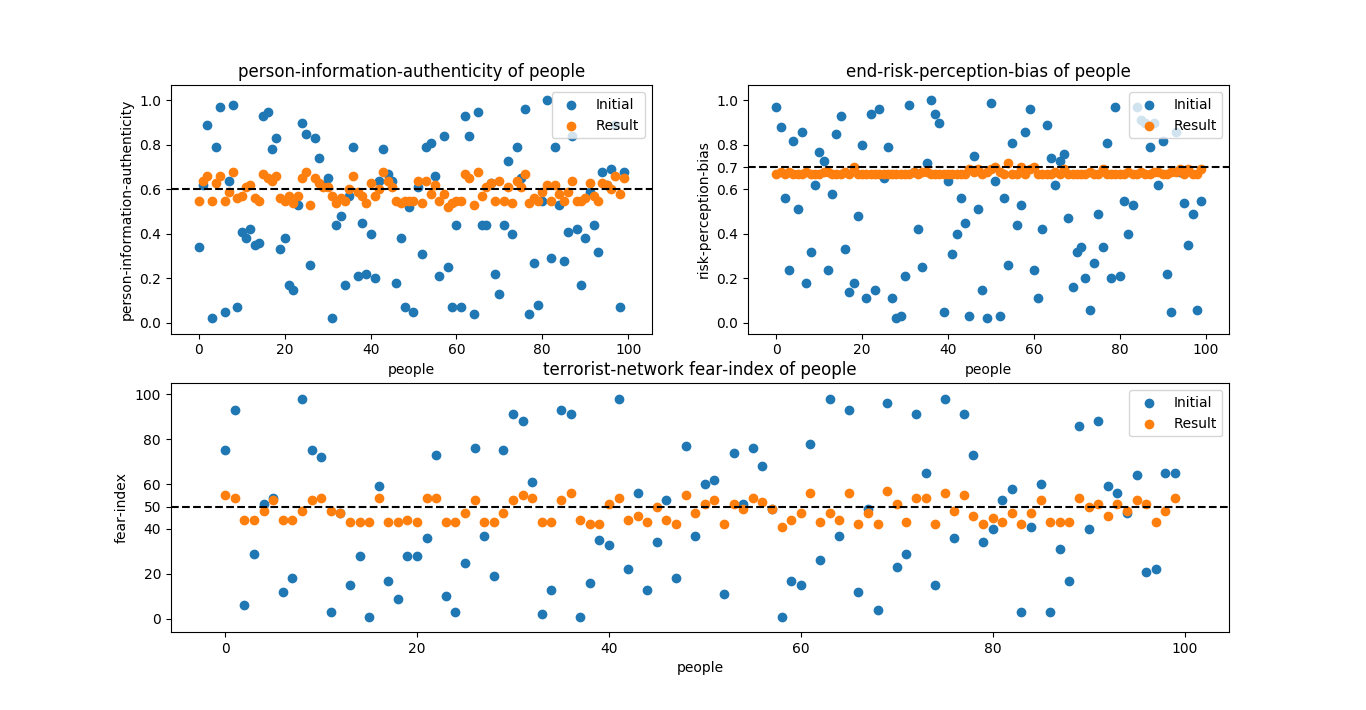 person-information-authenticity of people
person-information-authenticity
1.0
0.8
0.6
0.4
0.2
0.0
0 20 40 60 80 100
people
Initial
Result
end-risk-perception-bias of people
risk-perception-bias
1.0
0.8
0.7
0.6
0.4
0.2
0.0
0 20 40 60 80 100
people
Initial
Result
terrorist-network fear-index of people
fear-index
100
80
60
50
40
20
0
0 20 40 60 80 100
people
Initial
Result